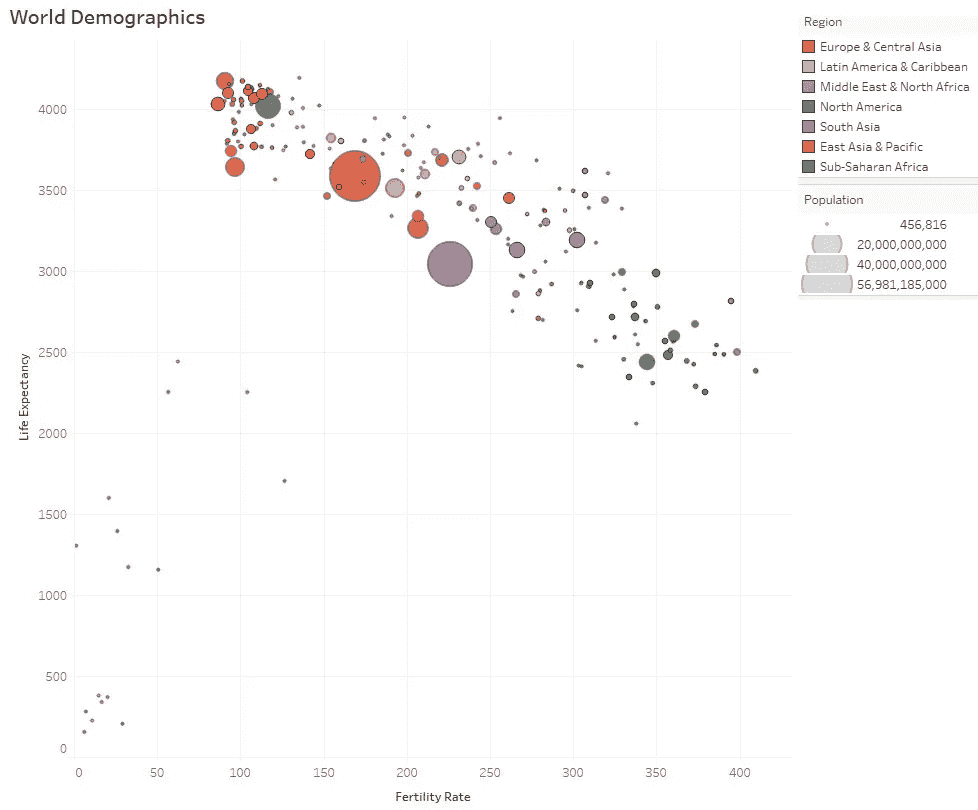 World Demographics
Region
Europe & Central Asia
Latin America & Caribbean
Middle East & North Africa
North America
South Asia
East Asia & Pacific
Sub-Saharan Africa
Population
456,816
20,000,000,000
40,000,000,000
56,981,185,000
Life Expectancy
4000
3500
3000
2500
2000
1500
1000
500
0
0 50 100 150 200 250 300 350 400
Fertility Rate